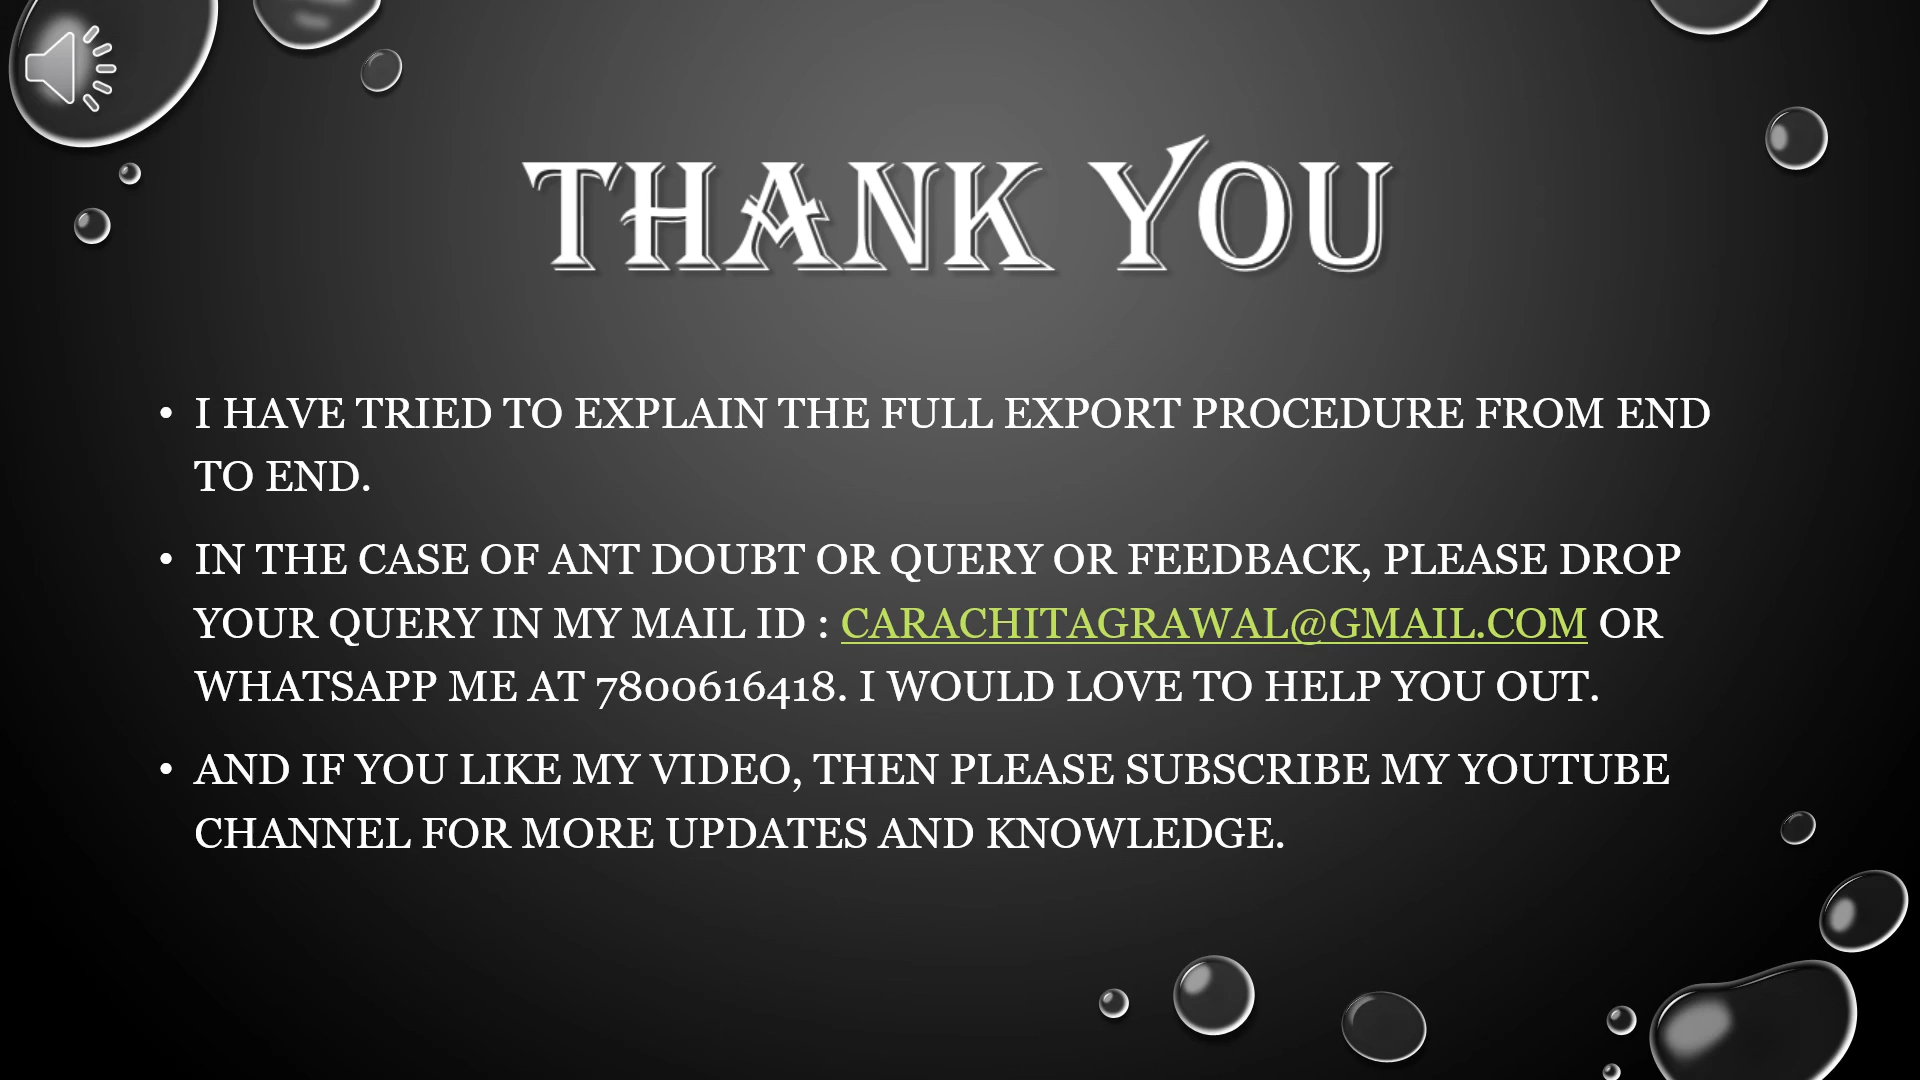 THANK YOU
• I HAVE TRIED TO EXPLAIN THE FULL EXPORT PROCEDURE FROM END
TO END.
• IN THE CASE OF ANT DOUBT OR QUERY OR FEEDBACK, PLEASE DROP
YOUR QUERY IN MY MAIL ID : CARACHITAGRAWAL@GMAIL.COM OR
WHATSAPP ME AT 7800616418. I WOULD LOVE TO HELP YOU OUT.
• AND IF YOU LIKE MY VIDEO, THEN PLEASE SUBSCRIBE MY YOUTUBE
CHANNEL FOR MORE UPDATES AND KNOWLEDGE.